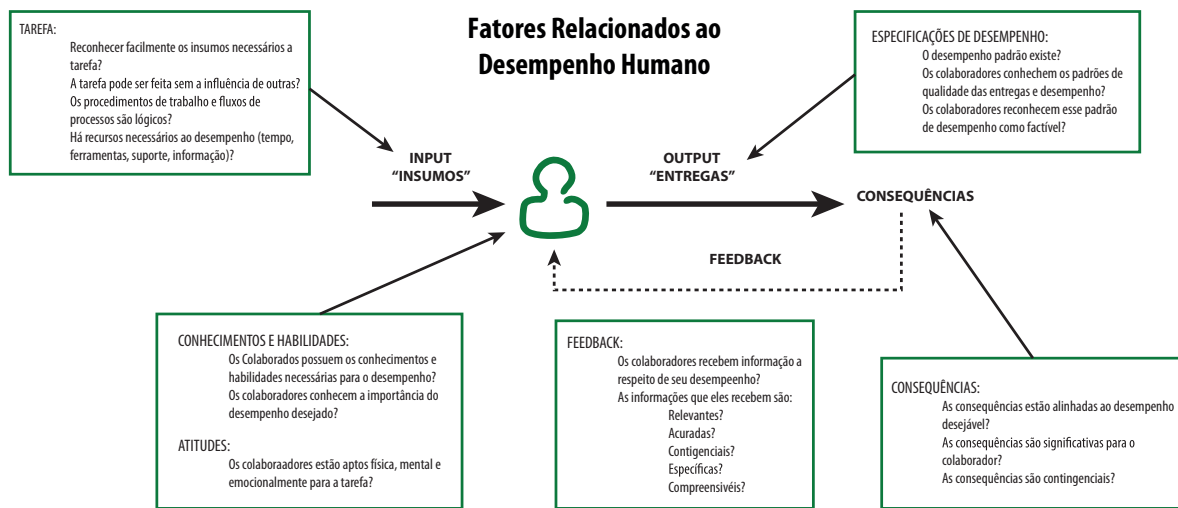 Fatores Relacionados ao
Desempenho Humano
TAREFA:
Reconhecer facilmente os insumos necessários a
tarefa?
A tarefa pode ser feita sem a influência de outras?
Os procedimentos de trabalho e fluxos de
processos são lógicos?
Há recursos necessários ao desempenho (tempo,
ferramentas, suporte, informação)?
ESPECIFICAÇÕES DE DESEMPENHO:
O desempenho padrão existe?
Os colaboradores conhechem os padrões de
qualidade das entregas e desempenho?
Os colaboradores reconhecem esse padrão
de desempenho como factível?
INPUT
“INSUMOS”
OUTPUT
“ENTREGAS”
CONSEQUÊNCIAS
FEEDBACK
CONHECIMENTOS E HABILIDADES:
Os Colaborados possuem os conhecimentos e
habilidades necessárias para o desempenho?
Os colaboradores conhecem a importância do
desempenho desejado?
ATITUDES:
Os colaboraadores estão aptos física, mental e
emocionalmente para a tarefa?
FEEDBACK:
Os colaboradores recebem informação a
respeito de seu desempeenho?
As informações que eles recebem são:
Relevantes?
Acuradas?
Contigenciais?
Específicas?
Compreensivéis?
CONSEQUÊNCIAS:
As consequências estão alinhadas ao desempenho
desejável?
As consequências são significativas para o
colaborador?
As consequências são contingenciais?